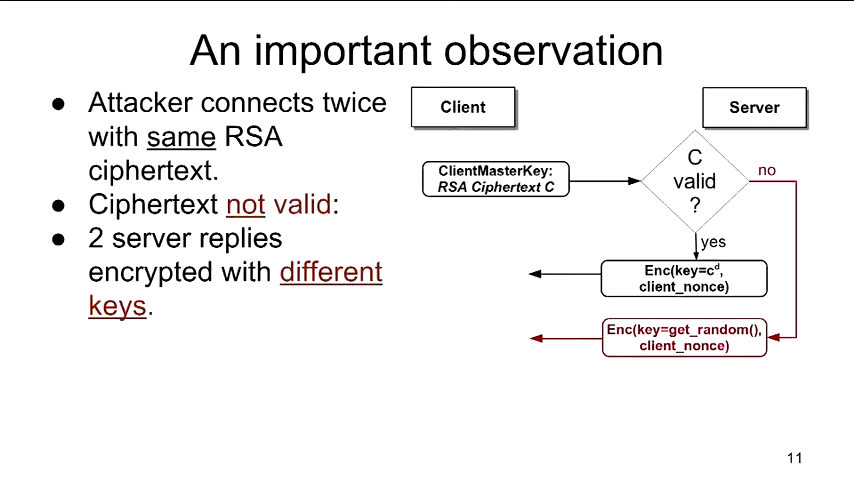 An important observation
● Attacker connects twice
with same RSA
ciphertext.
● Ciphertext not valid:
● 2 server replies
encrypted with different
keys.
Client
Server
ClientMasterKey:
RSA Ciphertext C
C
valid
?
no
yes
Enc(key=cᵈ,
client_nonce)
Enc(key=get_random(),
client_nonce)
11